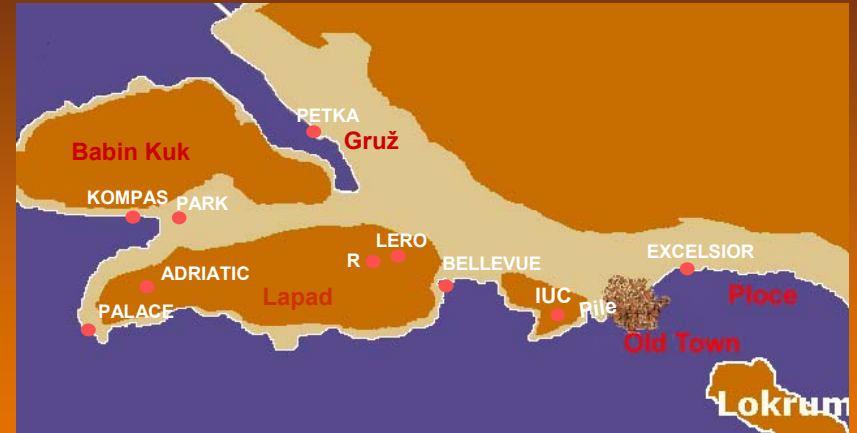 PETKA
Gruž
Babin Kuk
KOMPAS
PARK
LERO
R
BELLEVUE
EXCELSIOR
ADRIATIC
Lapad
IUC
Pile
Ploce
PALACE
Old Town
Lokrum